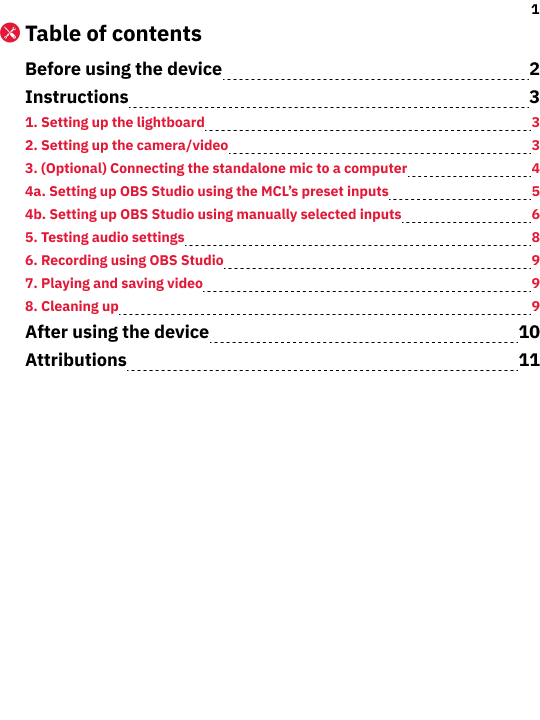 1
Table of contents
Before using the device 2
Instructions 3
1. Setting up the lightboard 3
2. Setting up the camera/video 3
3. (Optional) Connecting the standalone mic to a computer 4
4a. Setting up OBS Studio using the MCL’s preset inputs 5
4b. Setting up OBS Studio using manually selected inputs 6
5. Testing audio settings 8
6. Recording using OBS Studio 9
7. Playing and saving video 9
8. Cleaning up 9
After using the device 10
Attributions 11